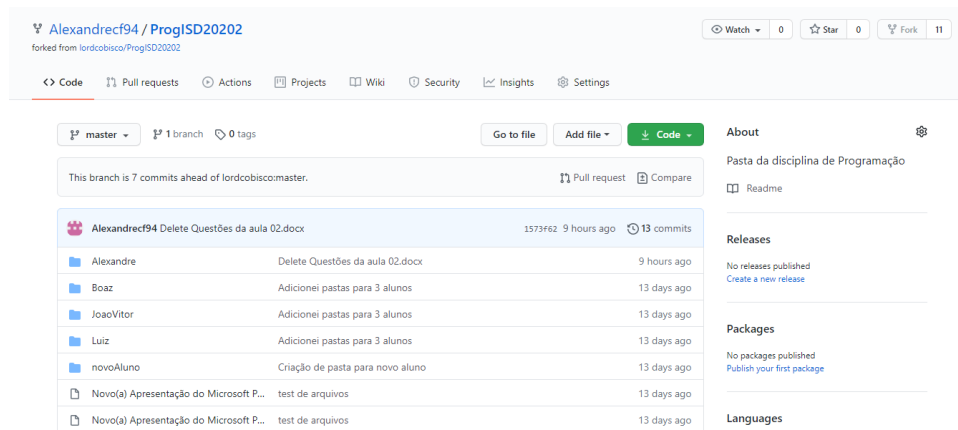 Alexandrecf94 / ProgISD20202
Watch 0 Star 0 Fork 11
forked from lordcobisco/ProgISD20202
Code Pull requests Actions Projects Wiki Security Insights Settings
master 1 branch 0 tags Go to file Add file Code
About
Pasta da disciplina de Programação
Readme
This branch is 7 commits ahead of lordcobisco:master. Pull request Compare
Alexandrecf94 Delete Questões da aula 02.docx 1573f62 9 hours ago 13 commits
Alexandre Delete Questões da aula 02.docx 9 hours ago
Boaz Adicionei pastas para 3 alunos 13 days ago
JoaoVitor Adicionei pastas para 3 alunos 13 days ago
Luiz Adicionei pastas para 3 alunos 13 days ago
novoAluno Criação de pasta para novo aluno 13 days ago
Novo(a) Apresentação do Microsoft P... test de arquivos 13 days ago
Novo(a) Apresentação do Microsoft P... test de arquivos 13 days ago
Releases
No releases published
Create a new release
Packages
No packages published
Publish your first package
Languages